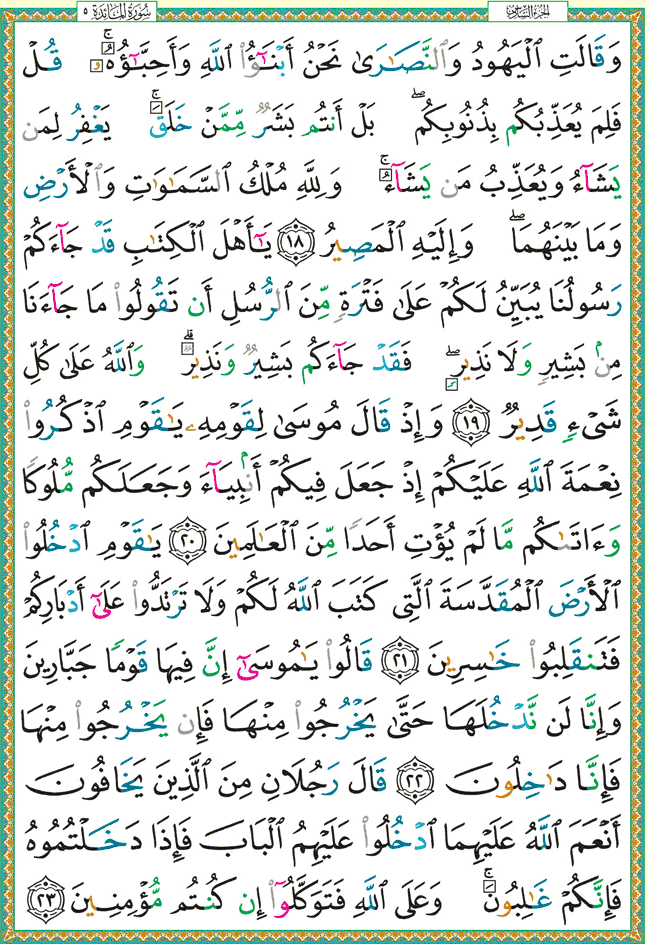 سُورَةُ المَائِدَة ٥
الجزء السادس
وَقَالَتِ ٱلْيَهُودُ وَٱلنَّصَـٰرَىٰ نَحْنُ أَبْنَـٰٓؤُا۟ ٱللَّهِ وَأَحِبَّـٰٓؤُهُۥ ۚ قُلْ
فَلِمَ يُعَذِّبُكُم بِذُنُوبِكُم ۖ بَلْ أَنتُم بَشَرٌ مِّمَّنْ خَلَقَ ۚ يَغْفِرُ لِمَن
يَشَآءُ وَيُعَذِّبُ مَن يَشَآءُ ۚ وَلِلَّهِ مُلْكُ ٱلسَّمَـٰوَٰتِ وَٱلْأَرْضِ
وَمَا بَيْنَهُمَا ۖ وَإِلَيْهِ ٱلْمَصِيرُ ١٨ يَـٰٓأَهْلَ ٱلْكِتَـٰبِ قَدْ جَآءَكُمْ
رَسُولُنَا يُبَيِّنُ لَكُمْ عَلَىٰ فَتْرَةٍ مِّنَ ٱلرُّسُلِ أَن تَقُولُوا۟ مَا جَآءَنَا
مِنۢ بَشِيرٍ وَلَا نَذِيرٍ ۖ فَقَدْ جَآءَكُم بَشِيرٌ وَنَذِيرٌ ۗ وَٱللَّهُ عَلَىٰ كُلِّ
شَىْءٍ قَدِيرٌ ١٩ وَإِذْ قَالَ مُوسَىٰ لِقَوْمِهِۦ يَـٰقَوْمِ ٱذْكُرُوا۟
نِعْمَةَ ٱللَّهِ عَلَيْكُمْ إِذْ جَعَلَ فِيكُمْ أَنۢبِيَآءَ وَجَعَلَكُم مُّلُوكًا
وَءَاتَىٰكُم مَّا لَمْ يُؤْتِ أَحَدًا مِّنَ ٱلْعَـٰلَمِينَ ٢٠ يَـٰقَوْمِ ٱدْخُلُوا۟
ٱلْأَرْضَ ٱلْمُقَدَّسَةَ ٱلَّتِى كَتَبَ ٱللَّهُ لَكُمْ وَلَا تَرْتَدُّوا۟ عَلَىٰٓ أَدْبَارِكُمْ
فَتَنقَلِبُوا۟ خَـٰسِرِينَ ٢١ قَالُوا۟ يَـٰمُوسَىٰٓ إِنَّ فِيهَا قَوْمًا جَبَّارِينَ
وَإِنَّا لَن نَّدْخُلَهَا حَتَّىٰ يَخْرُجُوا۟ مِنْهَا فَإِن يَخْرُجُوا۟ مِنْهَا
فَإِنَّا دَٰخِلُونَ ٢٢ قَالَ رَجُلَانِ مِنَ ٱلَّذِينَ يَخَافُونَ
أَنْعَمَ ٱللَّهُ عَلَيْهِمَا ٱدْخُلُوا۟ عَلَيْهِمُ ٱلْبَابَ فَإِذَا دَخَلْتُمُوهُ
فَإِنَّكُمْ غَـٰلِبُونَ ۚ وَعَلَى ٱللَّهِ فَتَوَكَّلُوٓا۟ إِن كُنتُم مُّؤْمِنِينَ ٢٣